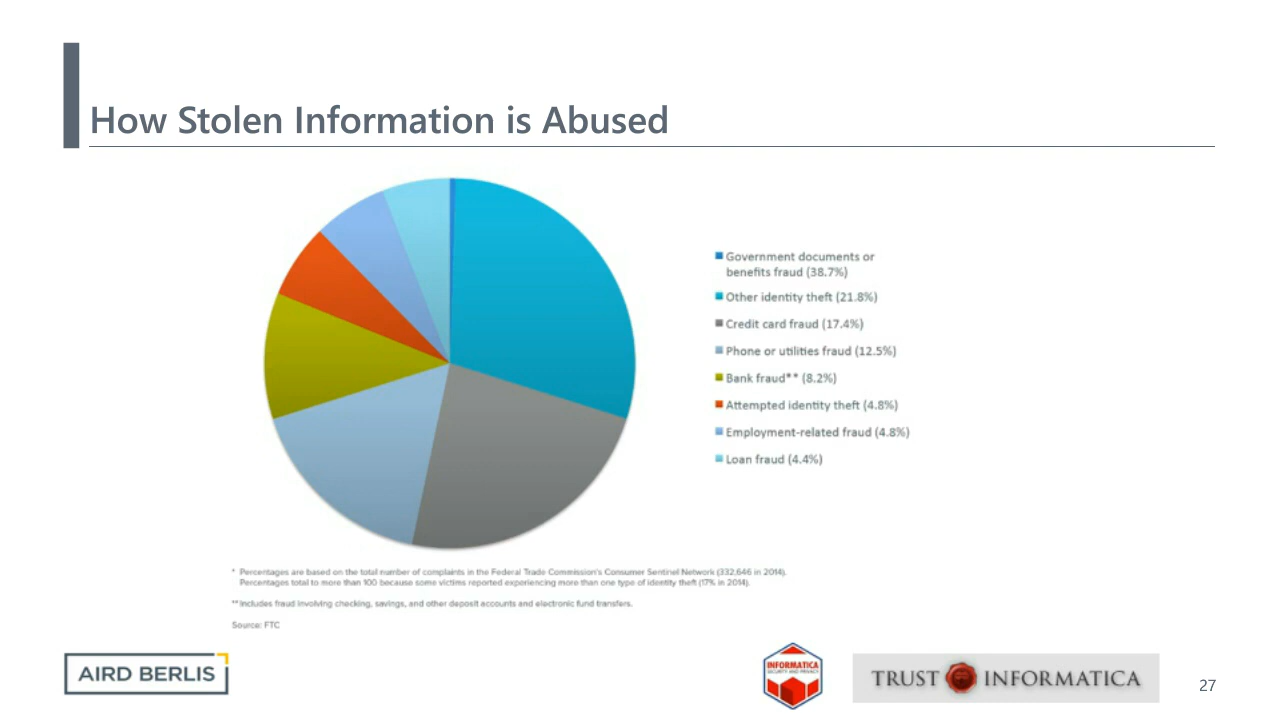 How Stolen Information is Abused
Government documents or
benefits fraud (38.7%)
Other identity theft (21.8%)
Credit card fraud (17.4%)
Phone or utilities fraud (12.5%)
Bank fraud** (8.2%)
Attempted identity theft (4.8%)
Employment-related fraud (4.8%)
Loan fraud (4.4%)
* Percentages are based on the total number of complaints in the Federal Trade Commission's Consumer Sentinel Network (332,646 in 2014).
Percentages total to more than 100 because some victims reported experiencing more than one type of identity theft (17% in 2014).
**Includes fraud involving checking, savings, and other deposit accounts and electronic fund transfers.
Source: FTC
AIRD BERLIS
INFORMATICA
SECURITY AND PRIVACY
TRUST INFORMATICA
27